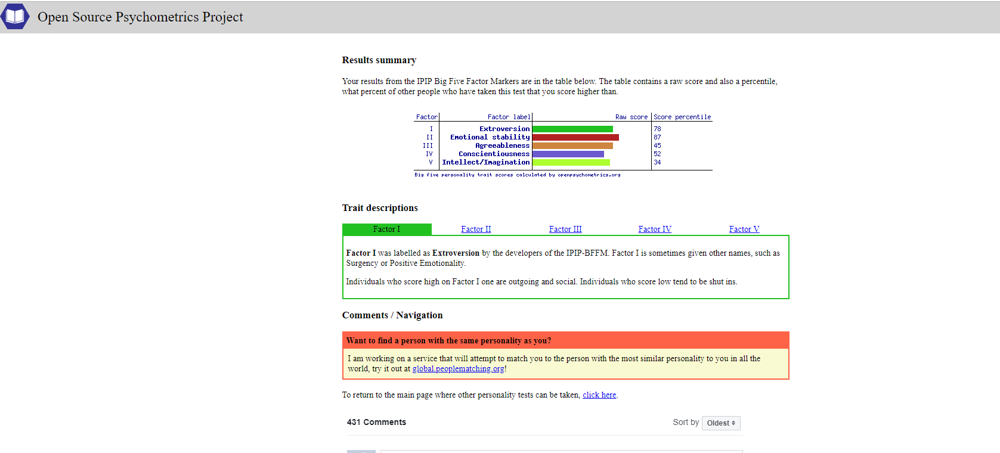 Open Source Psychometrics Project
Results summary
Your results from the IPIP Big Five Factor Markers are in the table below. The table contains a raw score and also a percentile,
what percent of other people who have taken this test that you score higher than.
Factor Factor label Raw score Score percentile
I Extroversion 78
II Emotional stability 87
III Agreeableness 45
IV Conscientiousness 52
V Intellect/Imagination 34
Big five personality trait scores calculated by openpsychometrics.org
Trait descriptions
Factor I Factor II Factor III Factor IV Factor V
Factor I was labelled as Extroversion by the developers of the IPIP-BFFM. Factor I is sometimes given other names, such as
Surgency or Positive Emotionality.
Individuals who score high on Factor I one are outgoing and social. Individuals who score low tend to be shut ins.
Comments / Navigation
Want to find a person with the same personality as you?
I am working on a service that will attempt to match you to the person with the most similar personality to you in all the
world, try it out at global.peoplematching.org!
To return to the main page where other personality tests can be taken, click here.
431 Comments Sort by Oldest